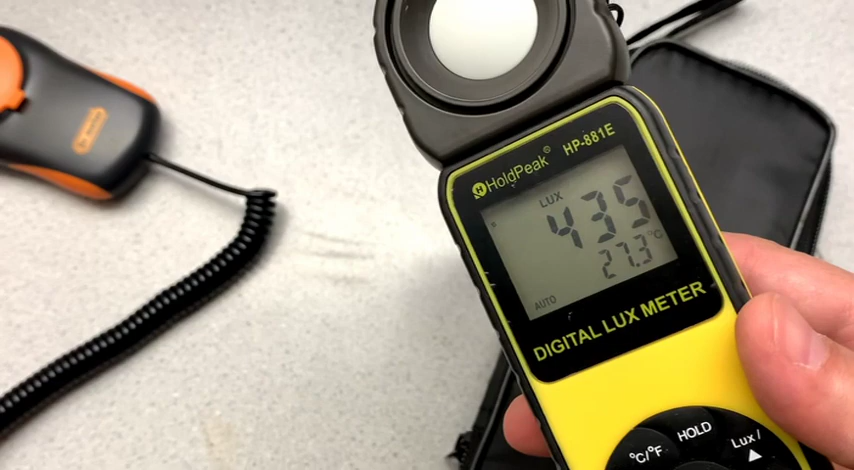 HoldPeak® HP-881E
LUX
435
27.3 °C
AUTO
DIGITAL LUX METER
°C/°F HOLD Lux/